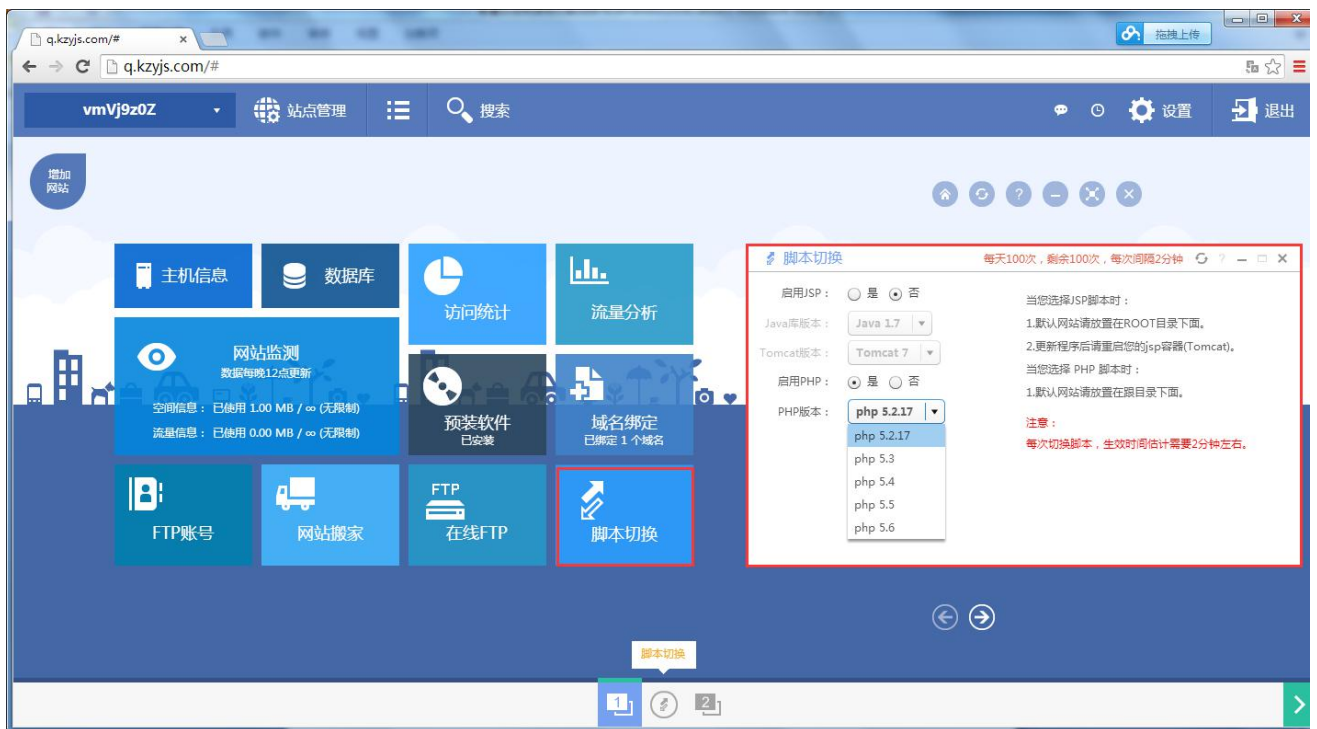 q.kzyjs.com/#
拖拽上传
q.kzyjs.com/#
vmVj9z0Z
站点管理
搜索
设置
退出
增加
网站
主机信息
数据库
访问统计
流量分析
网站监测
数据每晚12点更新
空间信息： 已使用 1.00 MB / ∞ (无限制)
流量信息： 已使用 0.00 MB / ∞ (无限制)
预装软件
已安装
域名绑定
已绑定 1 个域名
FTP账号
网站搬家
FTP
在线FTP
脚本切换
脚本切换
每天100次，剩余100次，每次间隔2分钟
启用JSP： 是 否
Java库版本： Java 1.7
Tomcat版本： Tomcat 7
启用PHP： 是 否
PHP版本： php 5.2.17
php 5.2.17
php 5.3
php 5.4
php 5.5
php 5.6
当您选择JSP脚本时：
1.默认网站请放置在ROOT目录下面。
2.更新程序后请重启您的jsp容器(Tomcat)。
当您选择 PHP 脚本时：
1.默认网站请放置在跟目录下面。
注意：
每次切换脚本，生效时间估计需要2分钟左右。
脚本切换
1
2